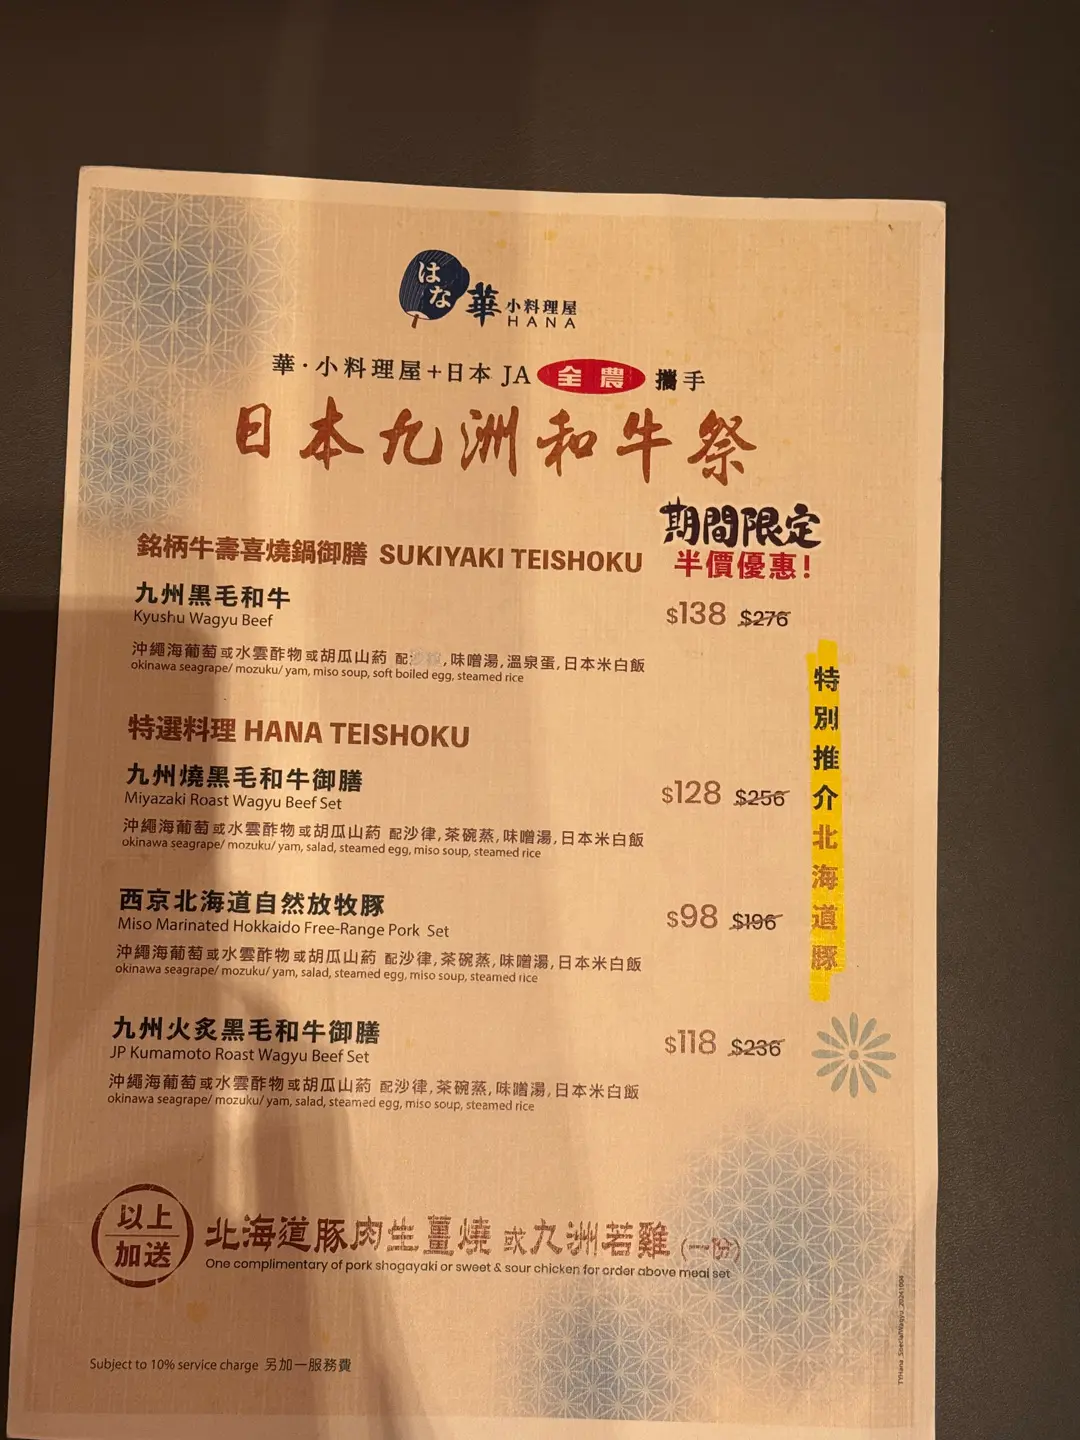 はな 華 小料理屋
HANA
華・小料理屋+日本 JA 全農 攜手
日本九洲和牛祭
期間限定
半價優惠!
銘柄牛壽喜燒鍋御膳 SUKIYAKI TEISHOKU
九州黑毛和牛 $138 $276
Kyushu Wagyu Beef
沖繩海葡萄或水雲酢物或胡瓜山葯 配, 味噌湯, 溫泉蛋, 日本米白飯
okinawa seagrape/ mozuku/ yam, miso soup, soft boiled egg, steamed rice
特選料理 HANA TEISHOKU
九州燒黑毛和牛御膳 $128 $256
Miyazaki Roast Wagyu Beef Set
沖繩海葡萄或水雲酢物或胡瓜山葯 配沙律, 茶碗蒸, 味噌湯, 日本米白飯
okinawa seagrape/ mozuku/ yam, salad, steamed egg, miso soup, steamed rice
西京北海道自然放牧豚 $98 $196
Miso Marinated Hokkaido Free-Range Pork Set
沖繩海葡萄或水雲酢物或胡瓜山葯 配沙律, 茶碗蒸, 味噌湯, 日本米白飯
okinawa seagrape/ mozuku/ yam, salad, steamed egg, miso soup, steamed rice
九州火炙黑毛和牛御膳 $118 $236
JP Kumamoto Roast Wagyu Beef Set
沖繩海葡萄或水雲酢物或胡瓜山葯 配沙律, 茶碗蒸, 味噌湯, 日本米白飯
okinawa seagrape/ mozuku/ yam, salad, steamed egg, miso soup, steamed rice
特別推介北海道豚
以上
加送
北海道豚肉生薑燒 或九洲若雞 (一份)
One complimentary of pork shogayaki or sweet & sour chicken for order above meal set
Subject to 10% service charge 另加一服務費